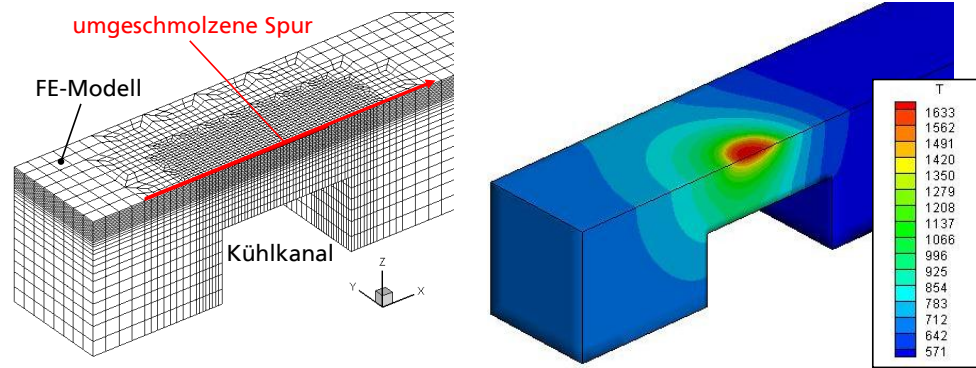 umgeschmolzene Spur
FE-Modell
Kühlkanal
Z
Y
X
T
1633
1562
1491
1420
1350
1279
1208
1137
1066
996
925
854
783
712
642
571